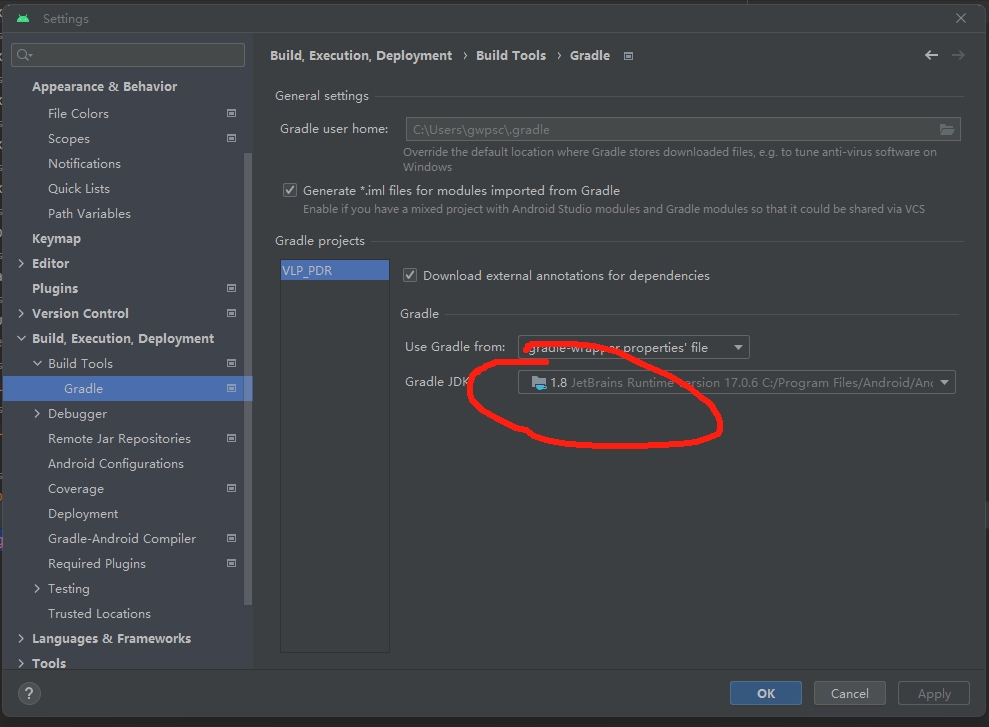 Settings
Build, Execution, Deployment › Build Tools › Gradle
Appearance & Behavior
File Colors
Scopes
Notifications
Quick Lists
Path Variables
Keymap
Editor
Plugins
Version Control
Build, Execution, Deployment
Build Tools
Gradle
Debugger
Remote Jar Repositories
Android Configurations
Coverage
Deployment
Gradle-Android Compiler
Required Plugins
Testing
Trusted Locations
Languages & Frameworks
Tools
General settings
Gradle user home: C:\Users\gwpsc\.gradle
Override the default location where Gradle stores downloaded files, e.g. to tune anti-virus software on
Windows
Generate *.iml files for modules imported from Gradle
Enable if you have a mixed project with Android Studio modules and Gradle modules so that it could be shared via VCS
Gradle projects
VLP_PDR
Download external annotations for dependencies
Gradle
Use Gradle from: 'gradle-wrapper.properties' file
Gradle JDK 1.8 JetBrains Runtime version 17.0.6 C:/Program Files/Android/Anc
?
OK
Cancel
Apply